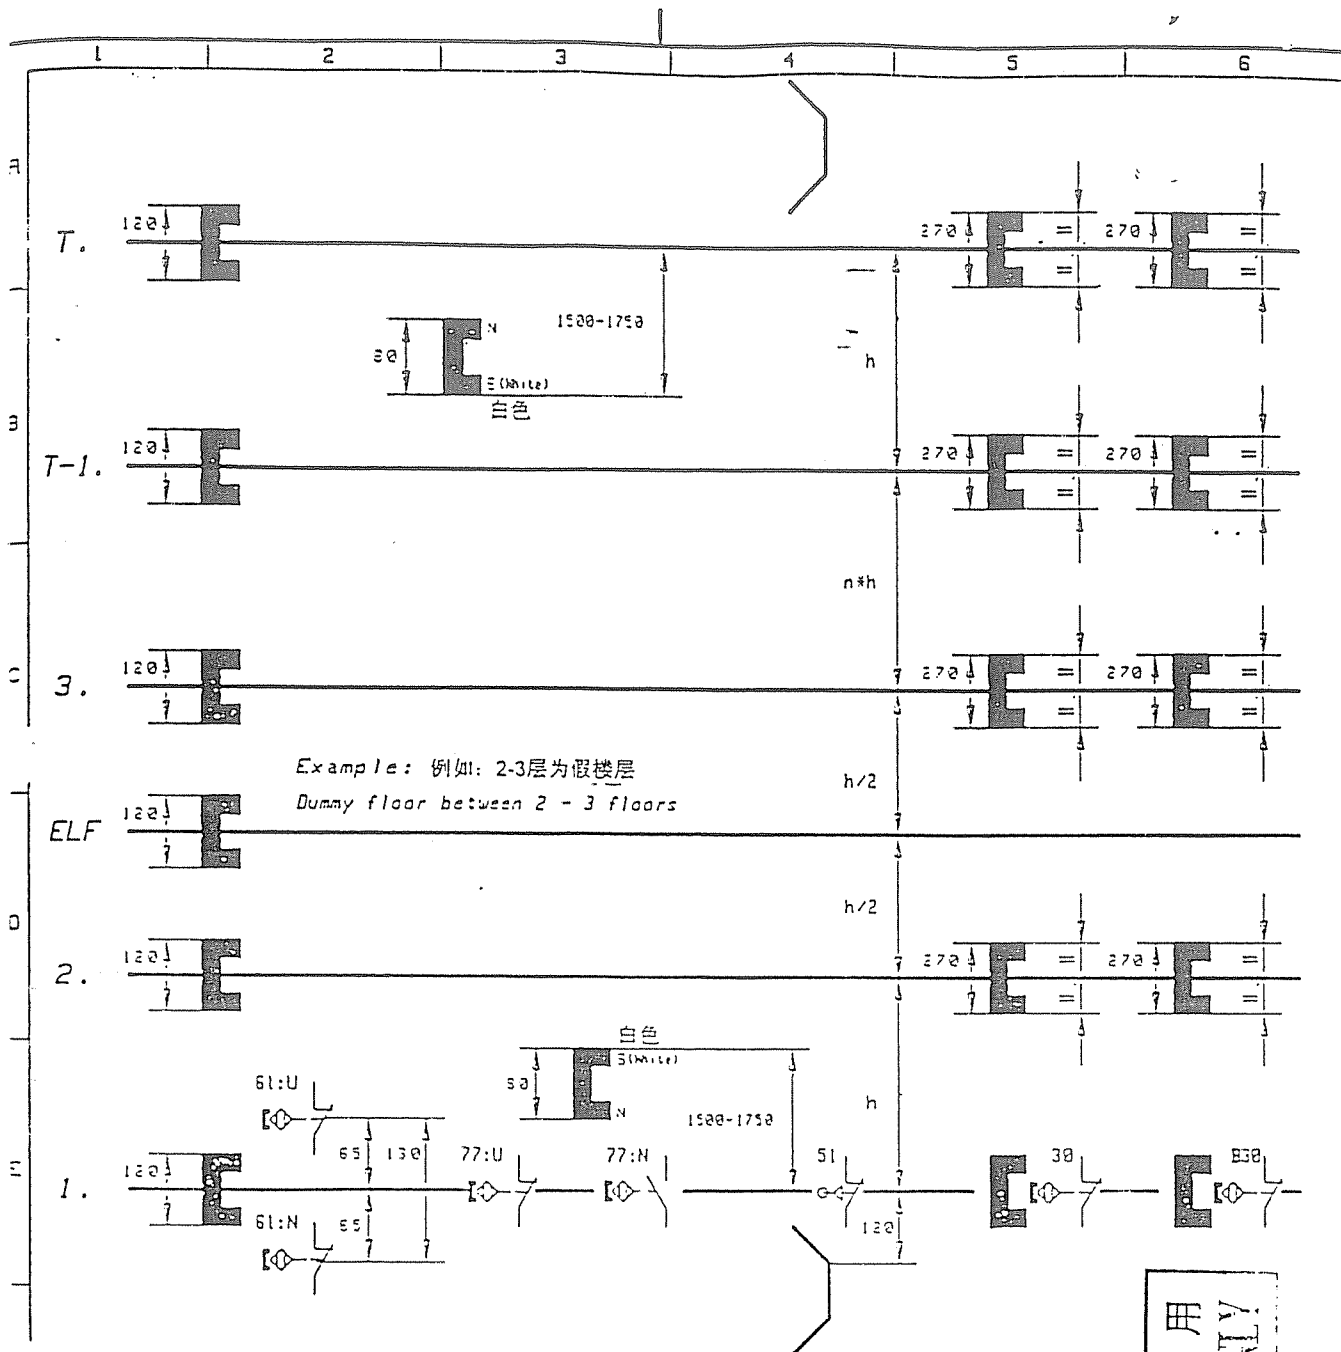 1 2 3 4 5 6
A
T.
120
270
270
=
=
=
=
1500-1750
N
h
E (White)
白色
T-1.
120
270
270
=
=
=
=
n*h
3.
120
270
270
=
=
=
=
Example: 例如: 2-3层为假楼层
Dummy floor between 2 - 3 floors
h/2
ELF
120
h/2
D
2.
120
270
270
=
=
=
=
白色
S(White)
N
1500-1750
h
61:U
65
130
77:U
77:N
S1
30
B30
E
1.
120
61:N
65
120
用